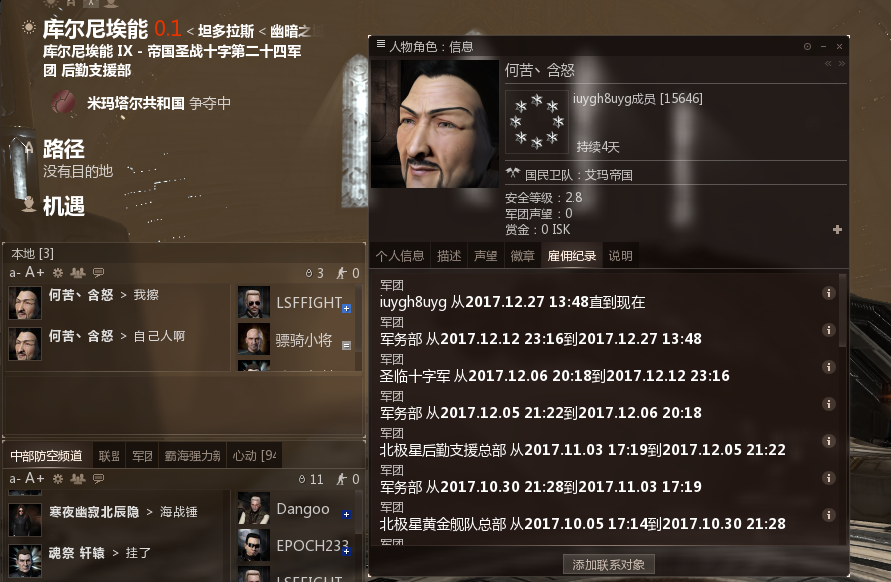 库尔尼埃能 0.1 < 坦多拉斯 < 幽暗之
库尔尼埃能 IX - 帝国圣战十字第二十四军
团 后勤支援部
米玛塔尔共和国 争夺中
路径
没有目的地
机遇
本地 [3]
a- A+ 3 0
何苦、含怒 > 我擦
何苦、含怒 > 自己人啊
LSFFIGHT
骠骑小将
中部防空频道 联盟 军团 霸海强力新 心动 [94
a- A+ 11 0
寒夜幽寂北辰隐 > 海战锤
魂祭 轩辕 > 挂了
Dangoo
EPOCH233
LSFFIGHT
人物角色：信息
何苦、含怒
iuygh8uyg成员 [15646]
持续4天
国民卫队：艾玛帝国
安全等级：2.8
军团声望：0
赏金：0 ISK
个人信息 描述 声望 徽章 雇佣纪录 说明
军团
iuygh8uyg 从2017.12.27 13:48直到现在
军团
军务部 从2017.12.12 23:16到2017.12.27 13:48
军团
圣临十字军 从2017.12.06 20:18到2017.12.12 23:16
军团
军务部 从2017.12.05 21:22到2017.12.06 20:18
军团
北极星后勤支援总部 从2017.11.03 17:19到2017.12.05 21:22
军团
军务部 从2017.10.30 21:28到2017.11.03 17:19
军团
北极星黄金舰队总部 从2017.10.05 17:14到2017.10.30 21:28
军团
添加联系对象